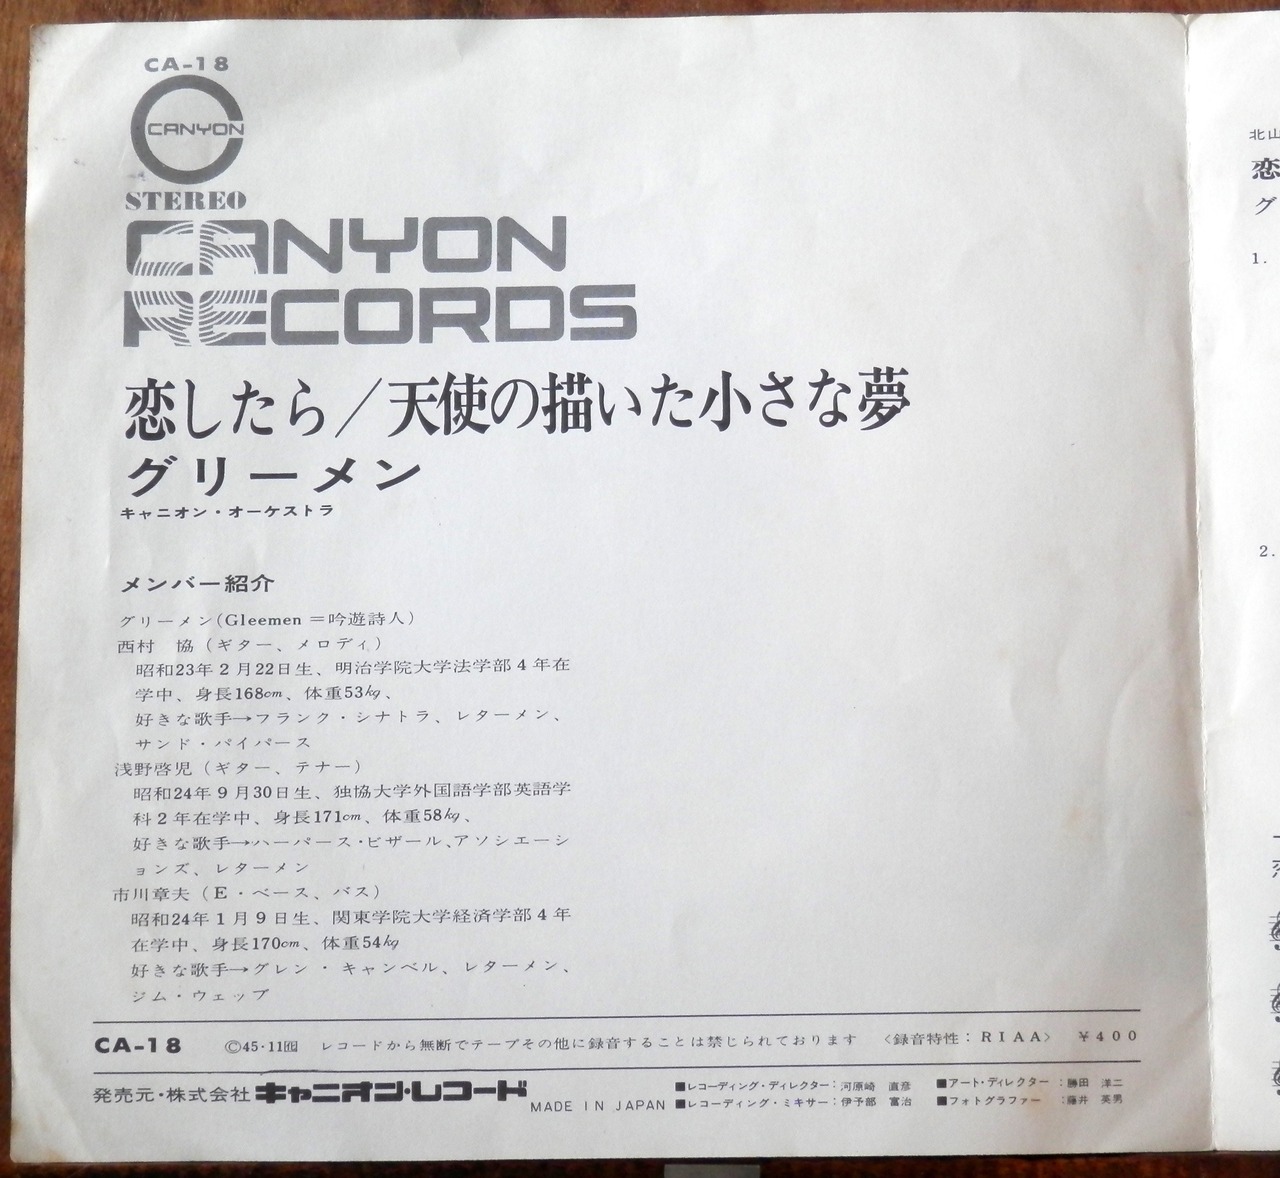 CA-18
CANYON
STEREO
CANYON
RECORDS
恋したら/天使の描いた小さな夢
グリーメン
キャニオン・オーケストラ
メンバー紹介
グリーメン(Gleemen =吟遊詩人)
西村 協(ギター、メロディ)
昭和23年2月22日生、明治学院大学法学部4年在
学中、身長168cm、体重53kg、
好きな歌手→フランク・シナトラ、レターメン、
サンド・パイパース
浅野啓児(ギター、テナー)
昭和24年9月30日生、独協大学外国語学部英語学
科2年在学中、身長171cm、体重58kg、
好きな歌手→ハーパース・ビザール、アソシエーシ
ョンズ、レターメン
市川章夫(E・ベース、バス)
昭和24年1月9日生、関東学院大学経済学部4年
在学中、身長170cm、体重54kg
好きな歌手→グレン・キャンベル、レターメン、
ジム・ウェッブ
CA-18 Ⓒ45・11 レコードから無断でテープその他に録音することは禁じられております <録音特性:RIAA> ¥400
発売元・株式会社 キャニオン・レコード MADE IN JAPAN
■レコーディング・ディレクター:河原崎 直彦 ■アート・ディレクター:勝田 洋二
■レコーディング・ミキサー:伊予部 富治 ■フォトグラファー:藤井 英男
北山
恋
グ
1.
2.